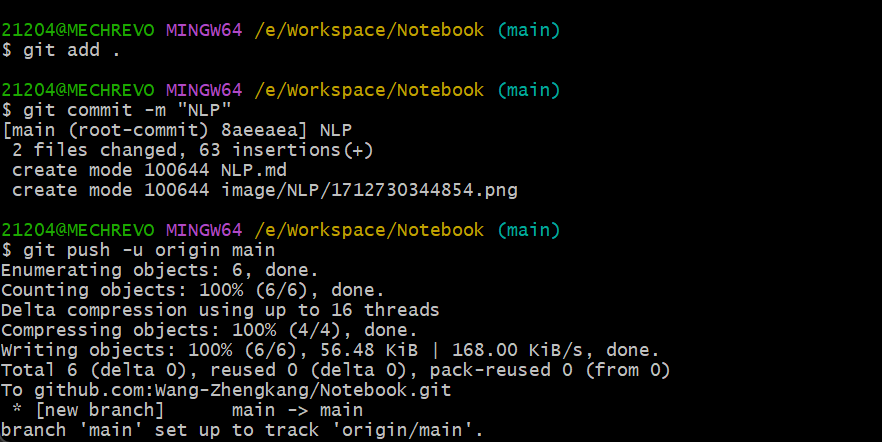 21204@MECHREVO MINGW64 /e/Workspace/Notebook (main)
$ git add .
21204@MECHREVO MINGW64 /e/Workspace/Notebook (main)
$ git commit -m "NLP"
[main (root-commit) 8aeeaea] NLP
 2 files changed, 63 insertions(+)
 create mode 100644 NLP.md
 create mode 100644 image/NLP/1712730344854.png
21204@MECHREVO MINGW64 /e/Workspace/Notebook (main)
$ git push -u origin main
Enumerating objects: 6, done.
Counting objects: 100% (6/6), done.
Delta compression using up to 16 threads
Compressing objects: 100% (4/4), done.
Writing objects: 100% (6/6), 56.48 KiB | 168.00 KiB/s, done.
Total 6 (delta 0), reused 0 (delta 0), pack-reused 0 (from 0)
To github.com:Wang-Zhengkang/Notebook.git
 * [new branch]      main -> main
branch 'main' set up to track 'origin/main'.